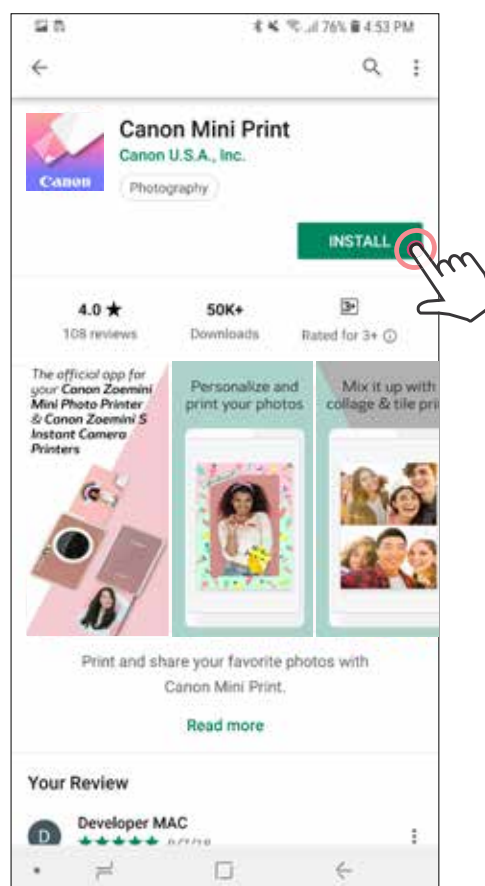 76% 4:53 PM
Canon Mini Print
Canon U.S.A., Inc.
Canon
Photography
INSTALL
4.0 ★ 50K+ 3+
108 reviews Downloads Rated for 3+
The official app for
your Canon Zoemini
Mini Photo Printer
& Canon Zoemini S
Instant Camera
Printers
Personalize and
print your photos
Mix it up with
collage & tile pri
Print and share your favorite photos with
Canon Mini Print.
Read more
Your Review
D
Developer MAC
★★★★★